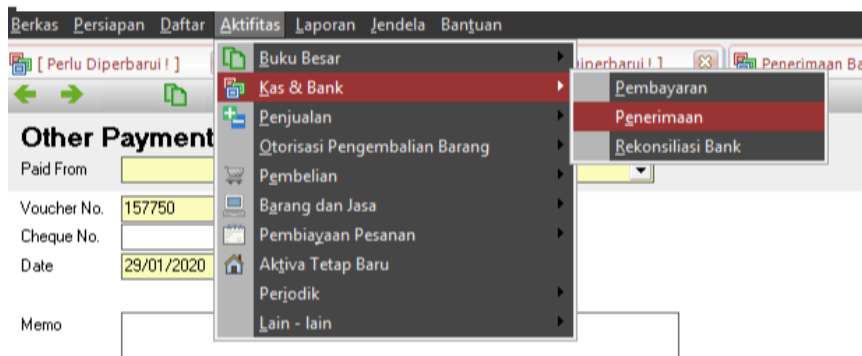 Berkas Persiapan Daftar Aktifitas Laporan Jendela Bantuan
[ Perlu Diperbarui ! ] Diperbarui ! ] Penerimaan Ba
Buku Besar
Kas & Bank
Pembayaran
Penjualan
Penerimaan
Otorisasi Pengembalian Barang
Rekonsiliasi Bank
Other Payment
Paid From
Pembelian
Voucher No. 157750
Barang dan Jasa
Cheque No.
Pembiayaan Pesanan
Date 29/01/2020
Aktiva Tetap Baru
Periodik
Memo
Lain - lain